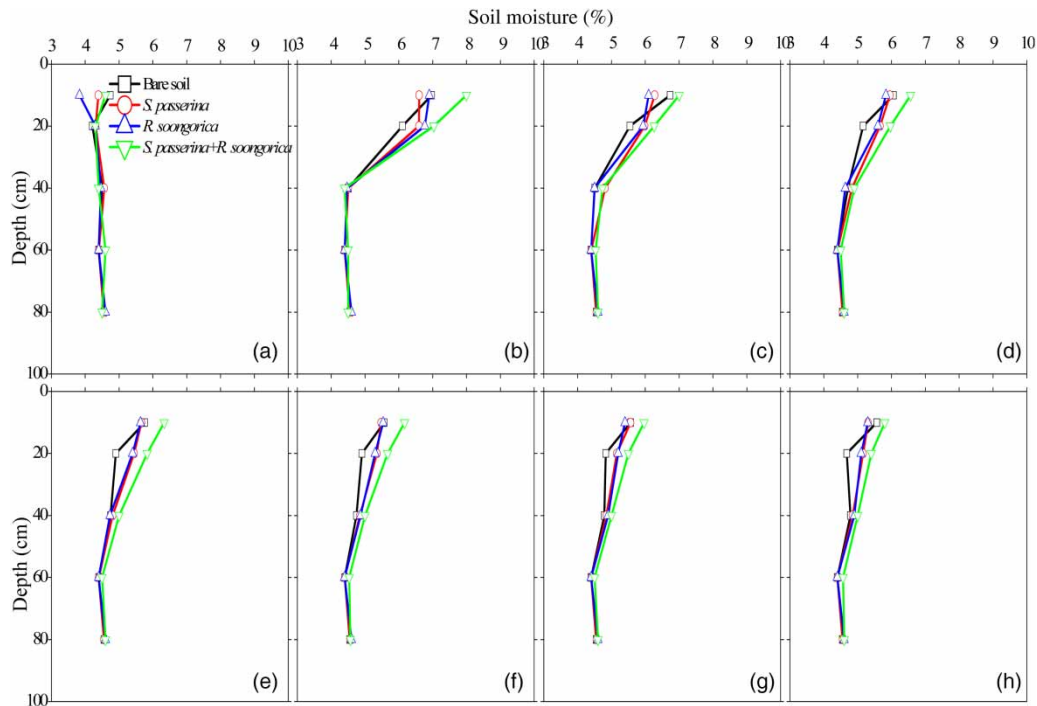 Soil moisture (%)
3 4 5 6 7 8 9 10 3 4 5 6 7 8 9 10 3 4 5 6 7 8 9 10 3 4 5 6 7 8 9 10
0
20
40
60
80
100
Depth (cm)
Bare soil
S. passerina
R soongorica
S. passerina+R soongorica
(a)
(b)
(c)
(d)
0
20
40
60
80
100
Depth (cm)
(e)
(f)
(g)
(h)